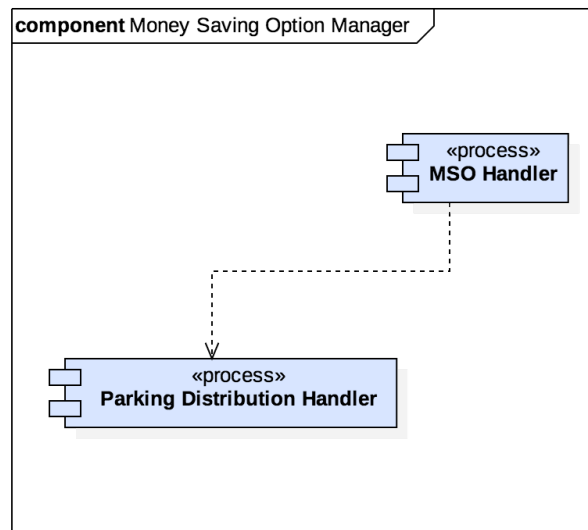 component Money Saving Option Manager
«process»
MSO Handler
«process»
Parking Distribution Handler